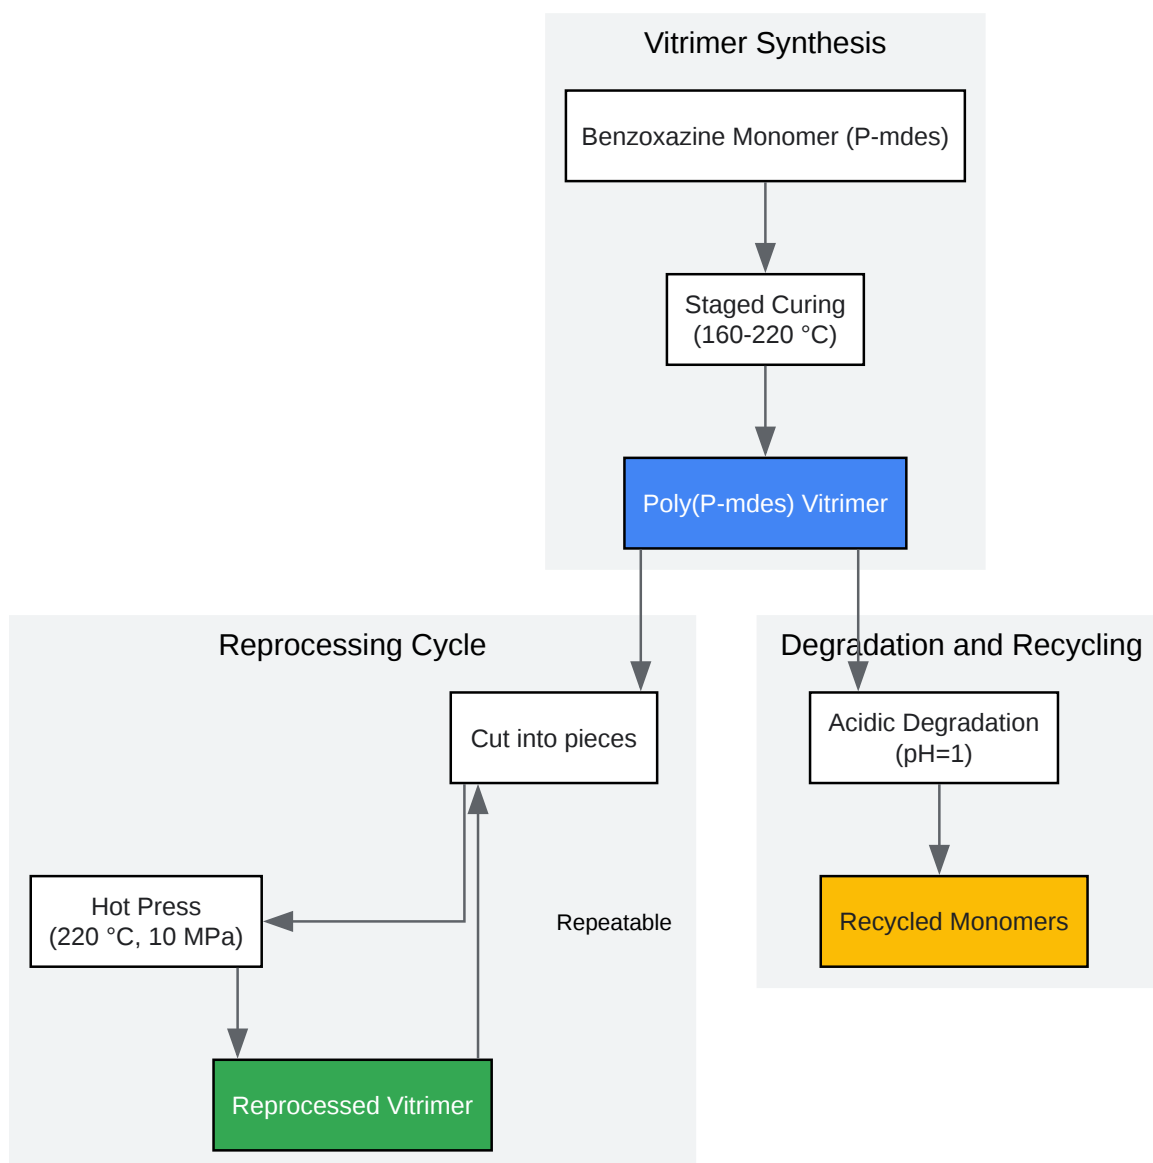 Vitrimer Synthesis
Benzoxazine Monomer (P-mdes)
Staged Curing
(160-220 °C)
Poly(P-mdes) Vitrimer
Reprocessing Cycle
Cut into pieces
Hot Press
(220 °C, 10 MPa)
Repeatable
Reprocessed Vitrimer
Degradation and Recycling
Acidic Degradation
(pH=1)
Recycled Monomers